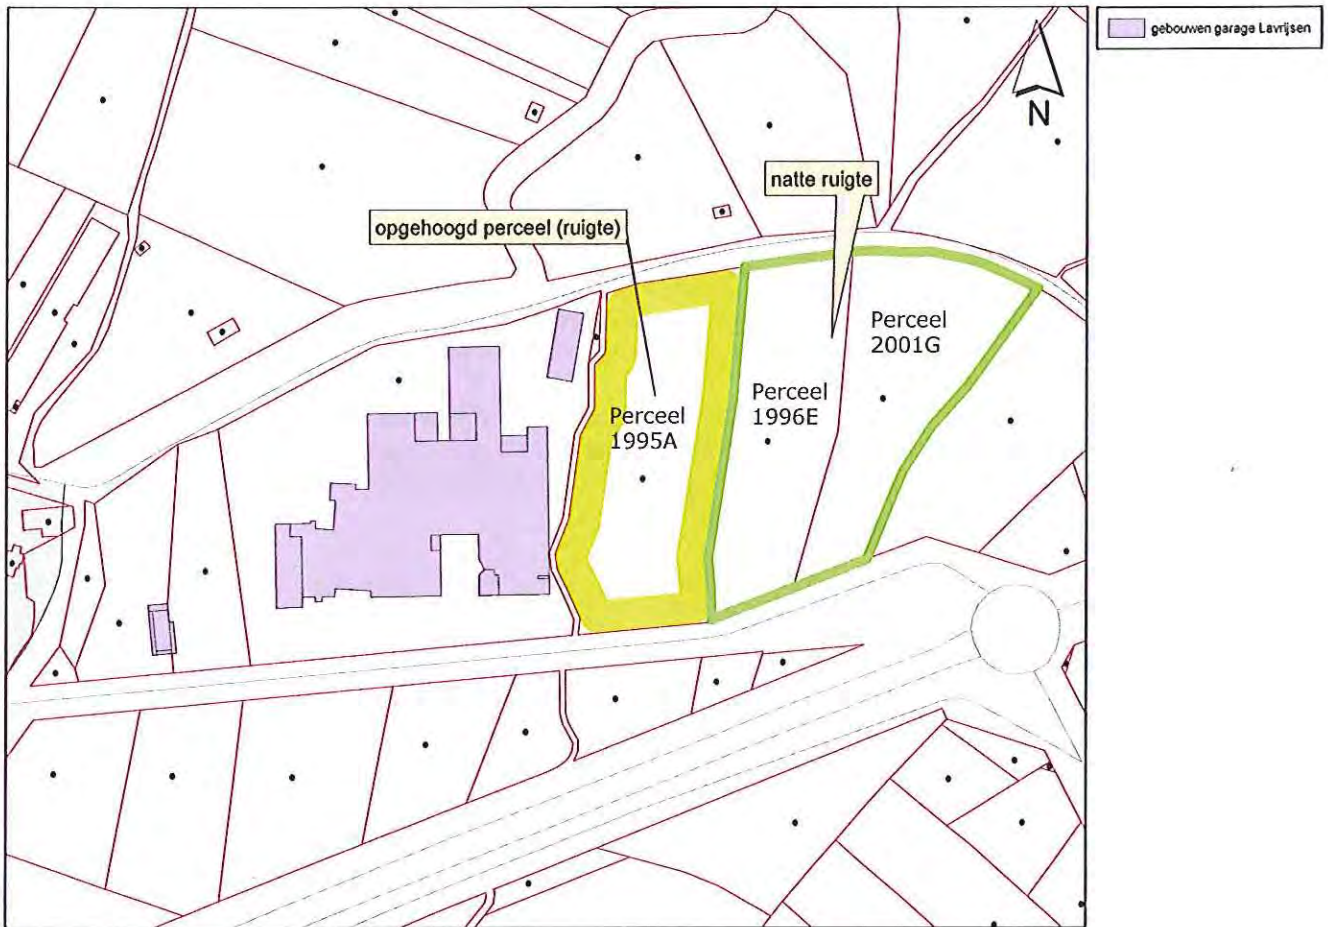 gebouwen garage Lavrijsen
N
natte ruigte
opgehoogd perceel (ruigte)
Perceel
2001G
Perceel
1996E
Perceel
1995A